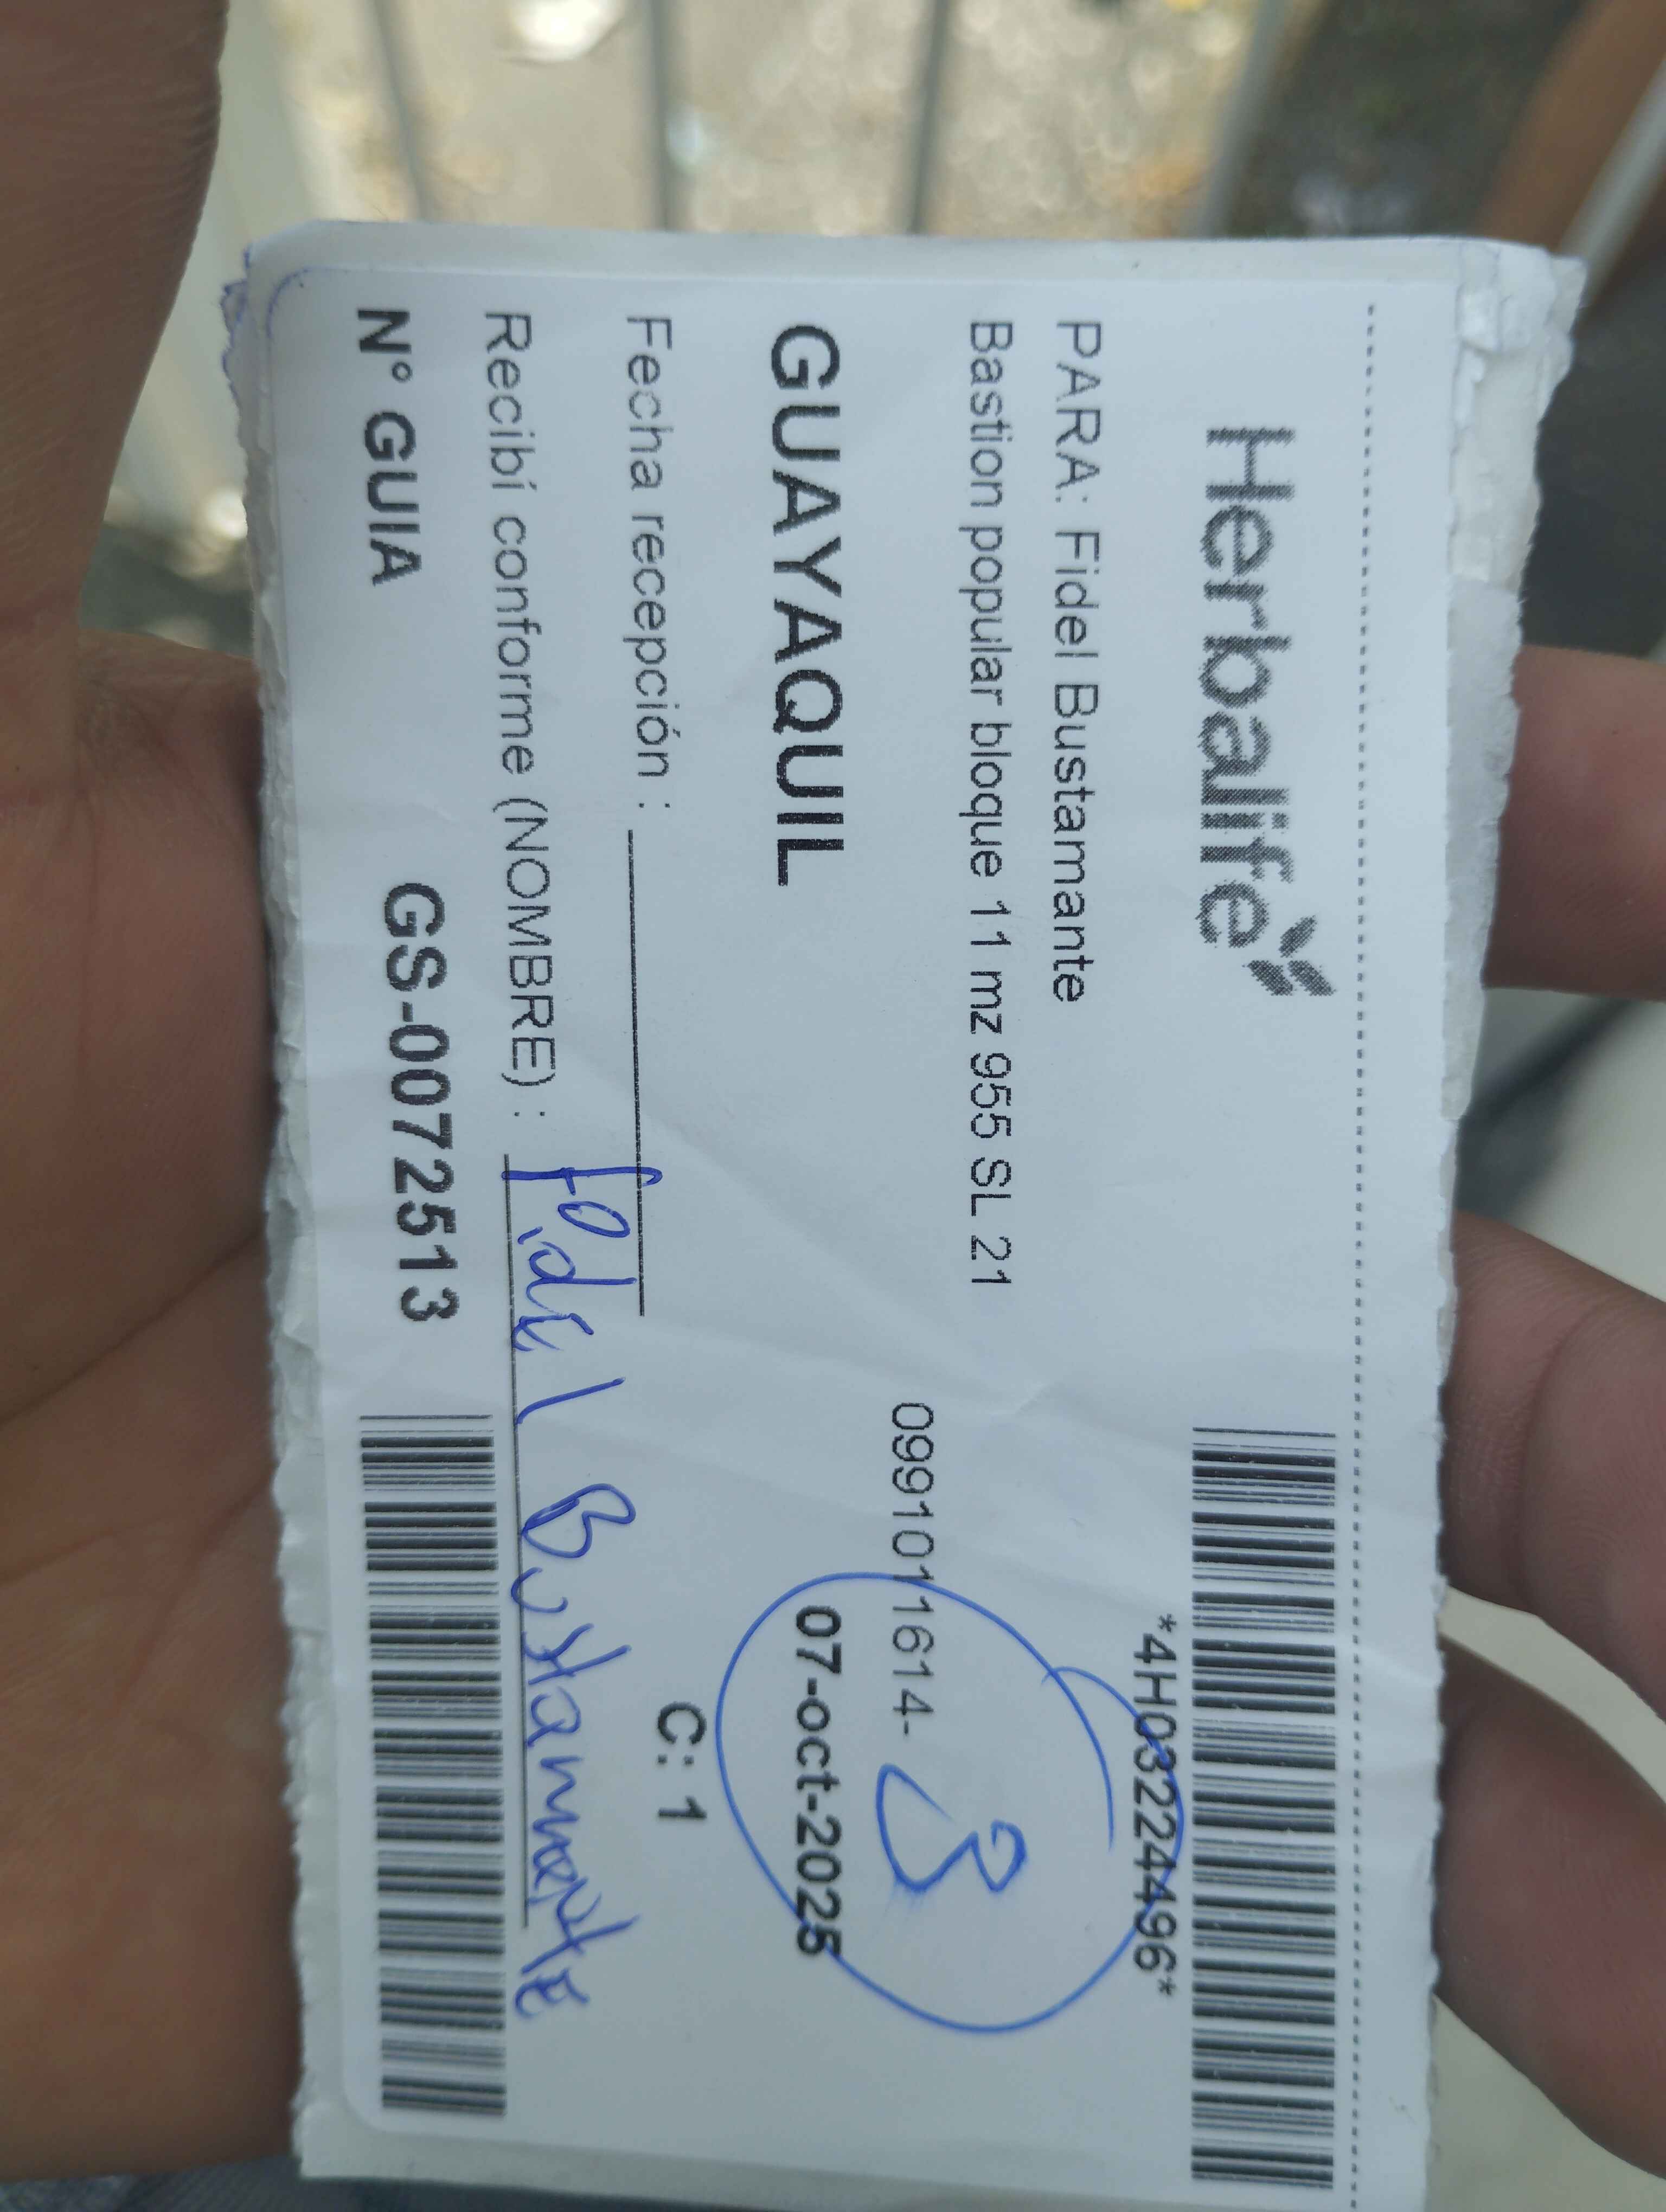 Herbalife
*4H03224496*
PARA: Fidel Bustamante
Bastion popular bloque 11 mz 955 SL 21
0991011614-
3
GUAYAQUIL
07-oct-2025
Fecha recepción :
C: 1
Recibí conforme (NOMBRE) : Fidel Bustamante
N° GUIA GS-0072513